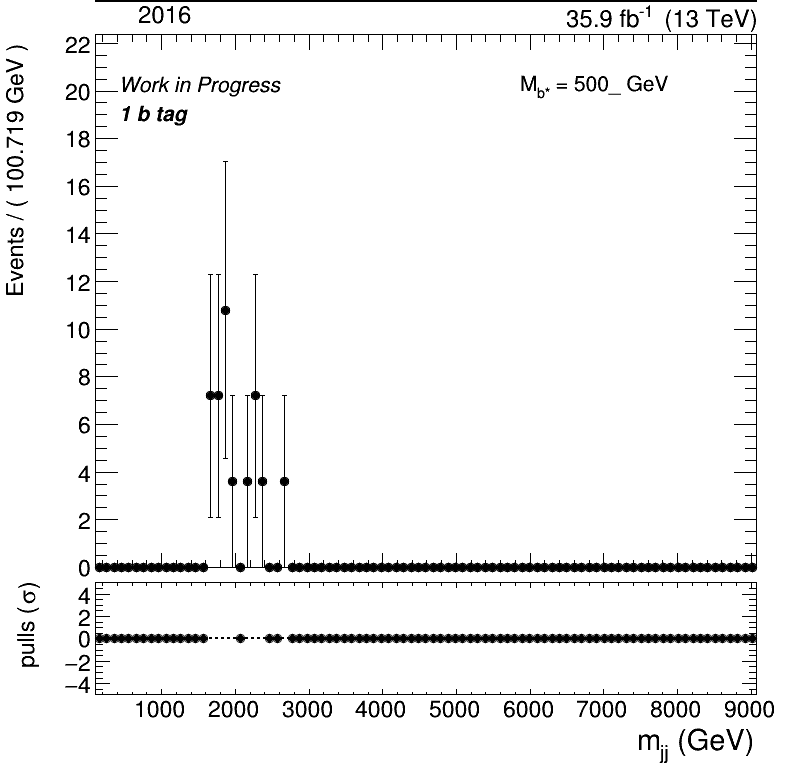 2016 35.9 fb⁻¹ (13 TeV)
Events / ( 100.719 GeV )
22
20
18
16
14
12
10
8
6
4
2
0
Work in Progress
1 b tag
M_b* = 500_ GeV
pulls (σ)
4
2
0
−2
−4
1000 2000 3000 4000 5000 6000 7000 8000 9000
m_jj (GeV)